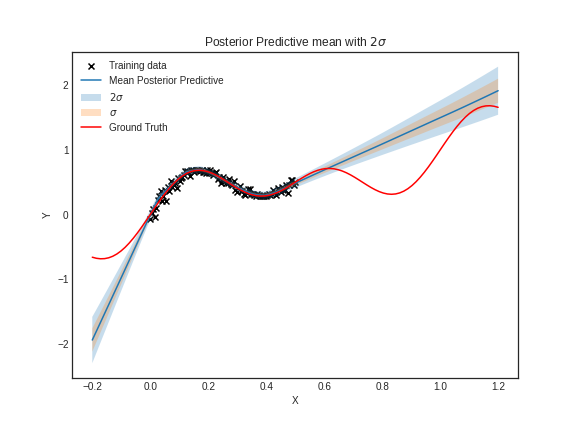 Posterior Predictive mean with 2σ
Training data
Mean Posterior Predictive
2σ
σ
Ground Truth
2
1
0
−1
−2
Y
−0.2 0.0 0.2 0.4 0.6 0.8 1.0 1.2
X